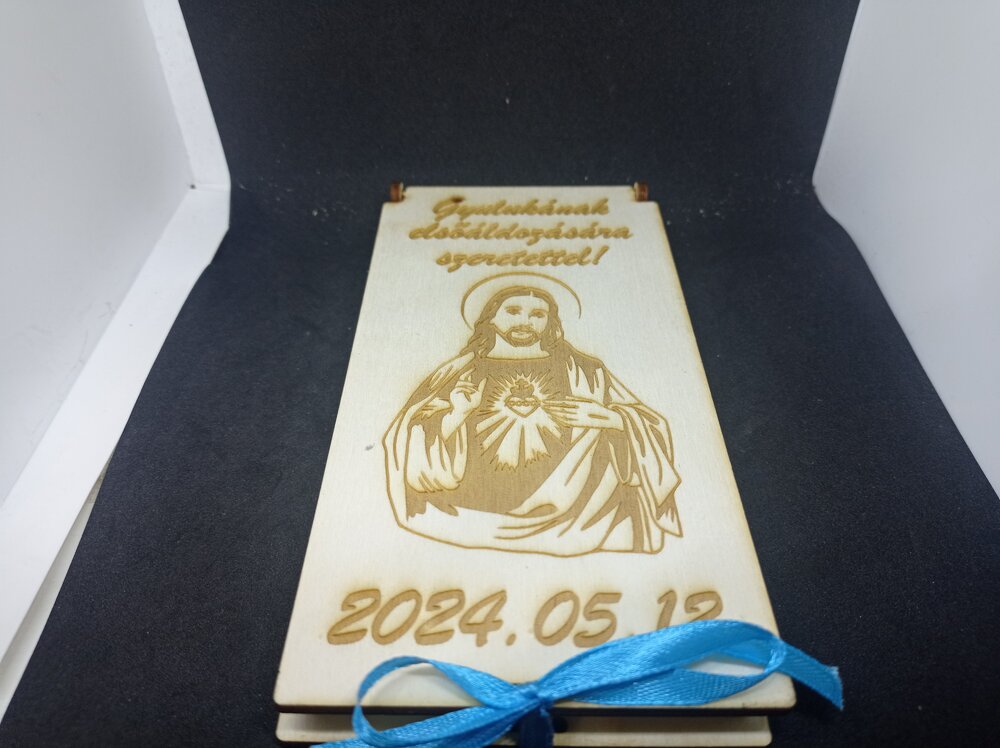 Gyulukának
elsőáldozására
szeretettel!
2024.05.12